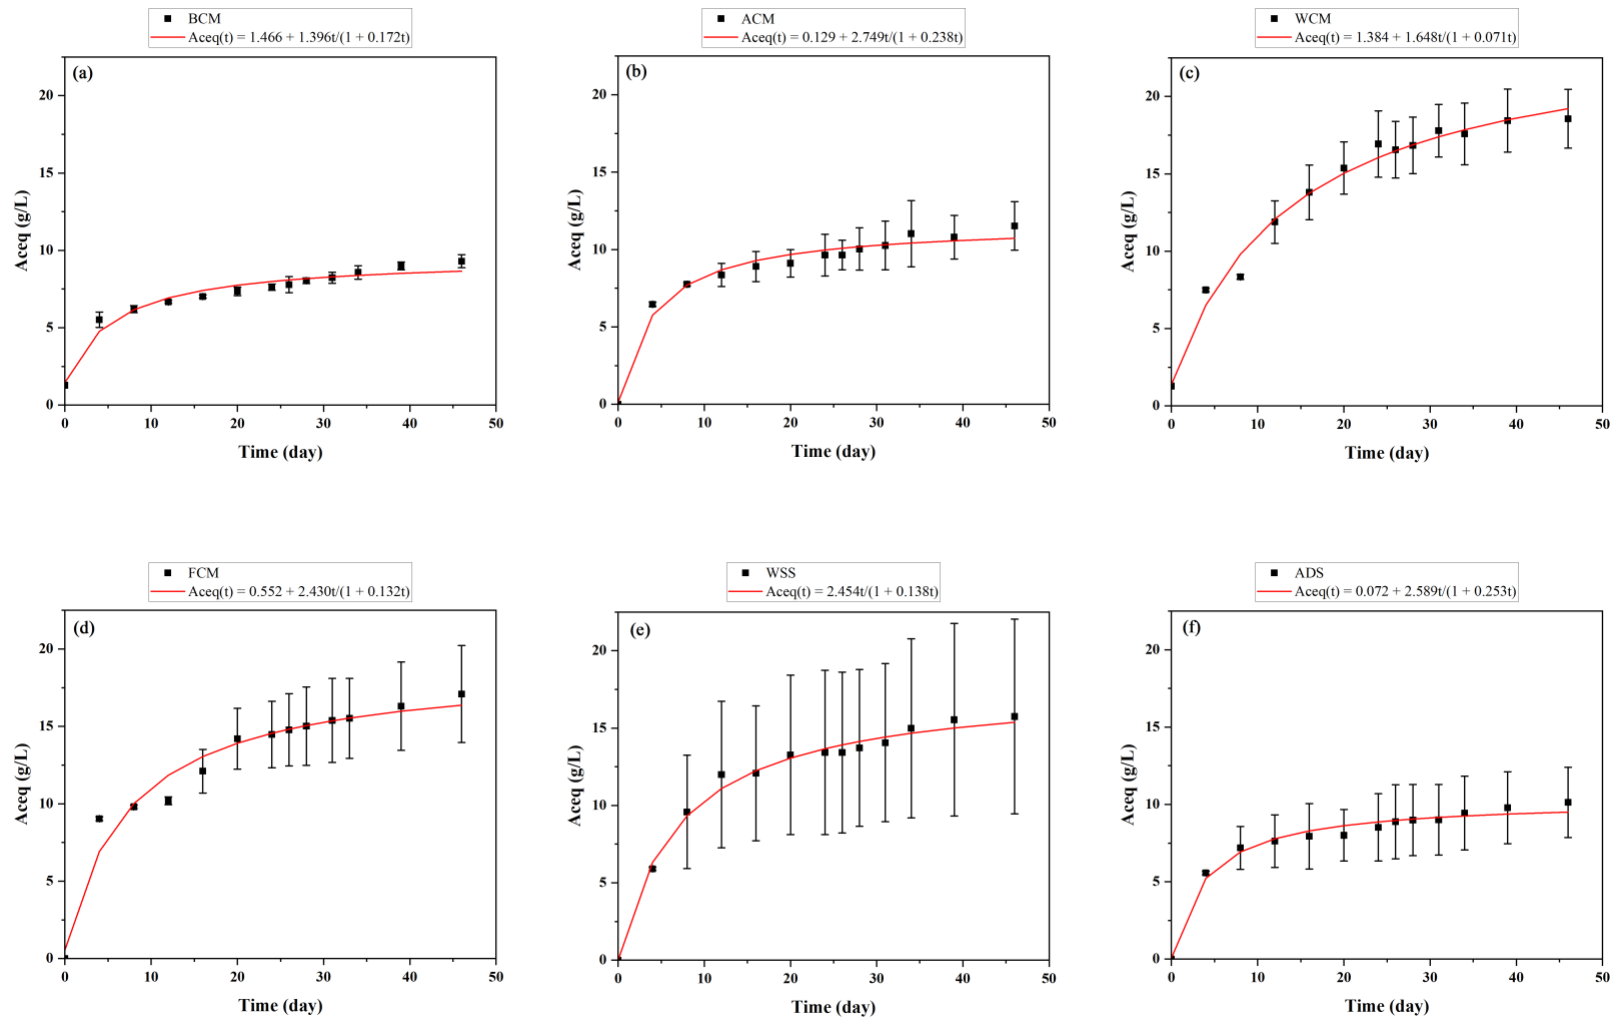 BCM
Aceq(t) = 1.466 + 1.396t/(1 + 0.172t)
(a)
20
15
10
5
0
Aceq (g/L)
0 10 20 30 40 50
Time (day)
ACM
Aceq(t) = 0.129 + 2.749t/(1 + 0.238t)
(b)
20
15
10
5
0
Aceq (g/L)
0 10 20 30 40 50
Time (day)
WCM
Aceq(t) = 1.384 + 1.648t/(1 + 0.071t)
(c)
20
15
10
5
0
Aceq (g/L)
0 10 20 30 40 50
Time (day)
FCM
Aceq(t) = 0.552 + 2.430t/(1 + 0.132t)
(d)
20
15
10
5
0
Aceq (g/L)
0 10 20 30 40 50
Time (day)
WSS
Aceq(t) = 2.454t/(1 + 0.138t)
(e)
20
15
10
5
0
Aceq (g/L)
0 10 20 30 40 50
Time (day)
ADS
Aceq(t) = 0.072 + 2.589t/(1 + 0.253t)
(f)
20
15
10
5
0
Aceq (g/L)
0 10 20 30 40 50
Time (day)